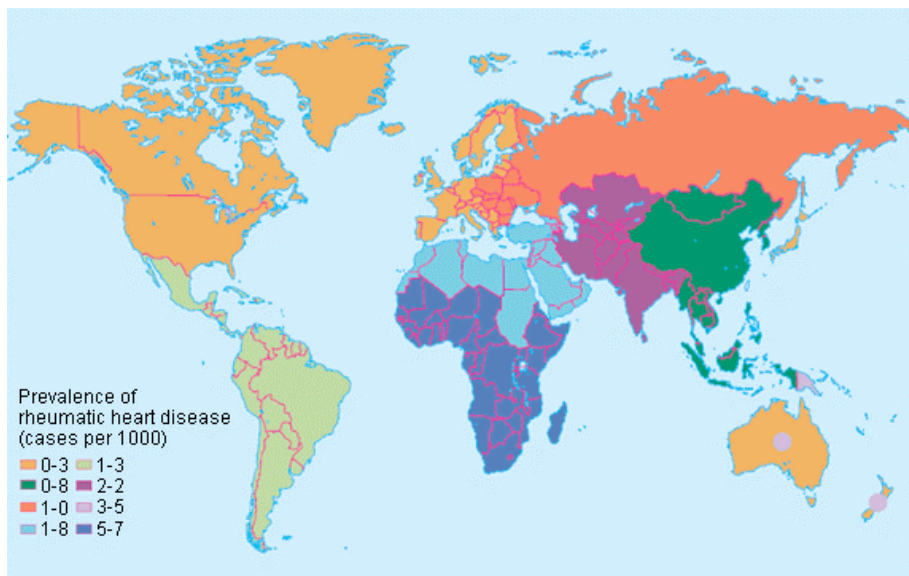 Prevalence of
rheumatic heart disease
(cases per 1000)
0-3 1-3
0-8 2-2
1-0 3-5
1-8 5-7